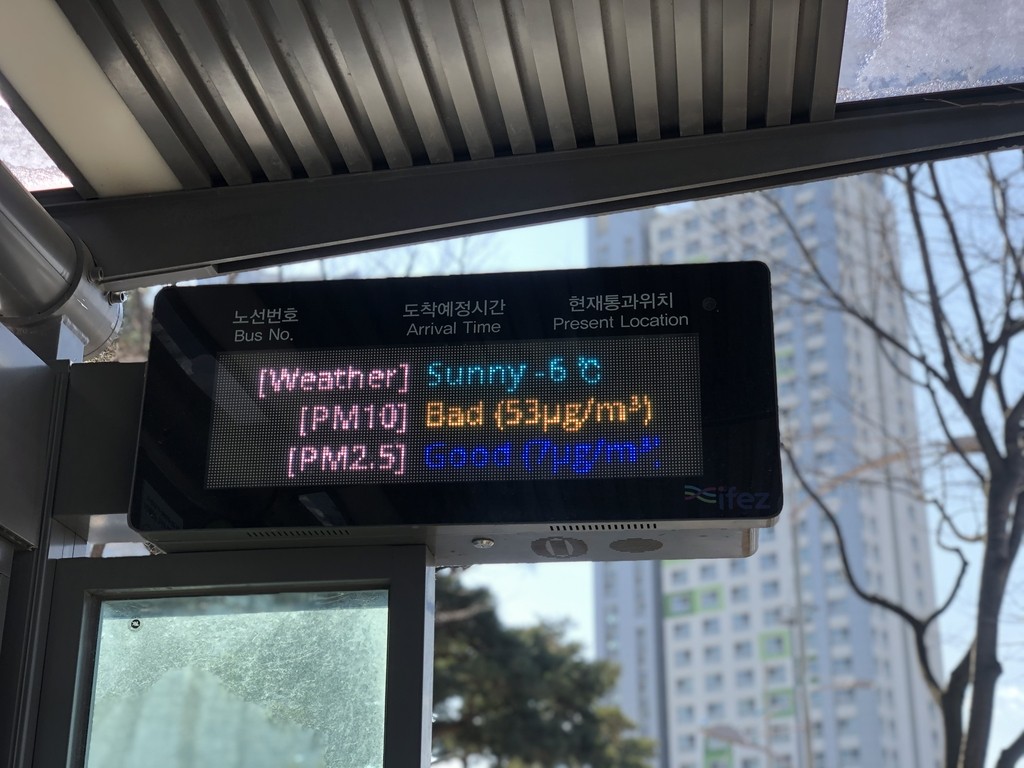 노선번호 도착예정시간 현재통과위치
Bus No. Arrival Time Present Location
[Weather] Sunny -6 ℃
[PM10] Bad (53µg/m³)
[PM2.5] Good (7µg/m³)
ifez